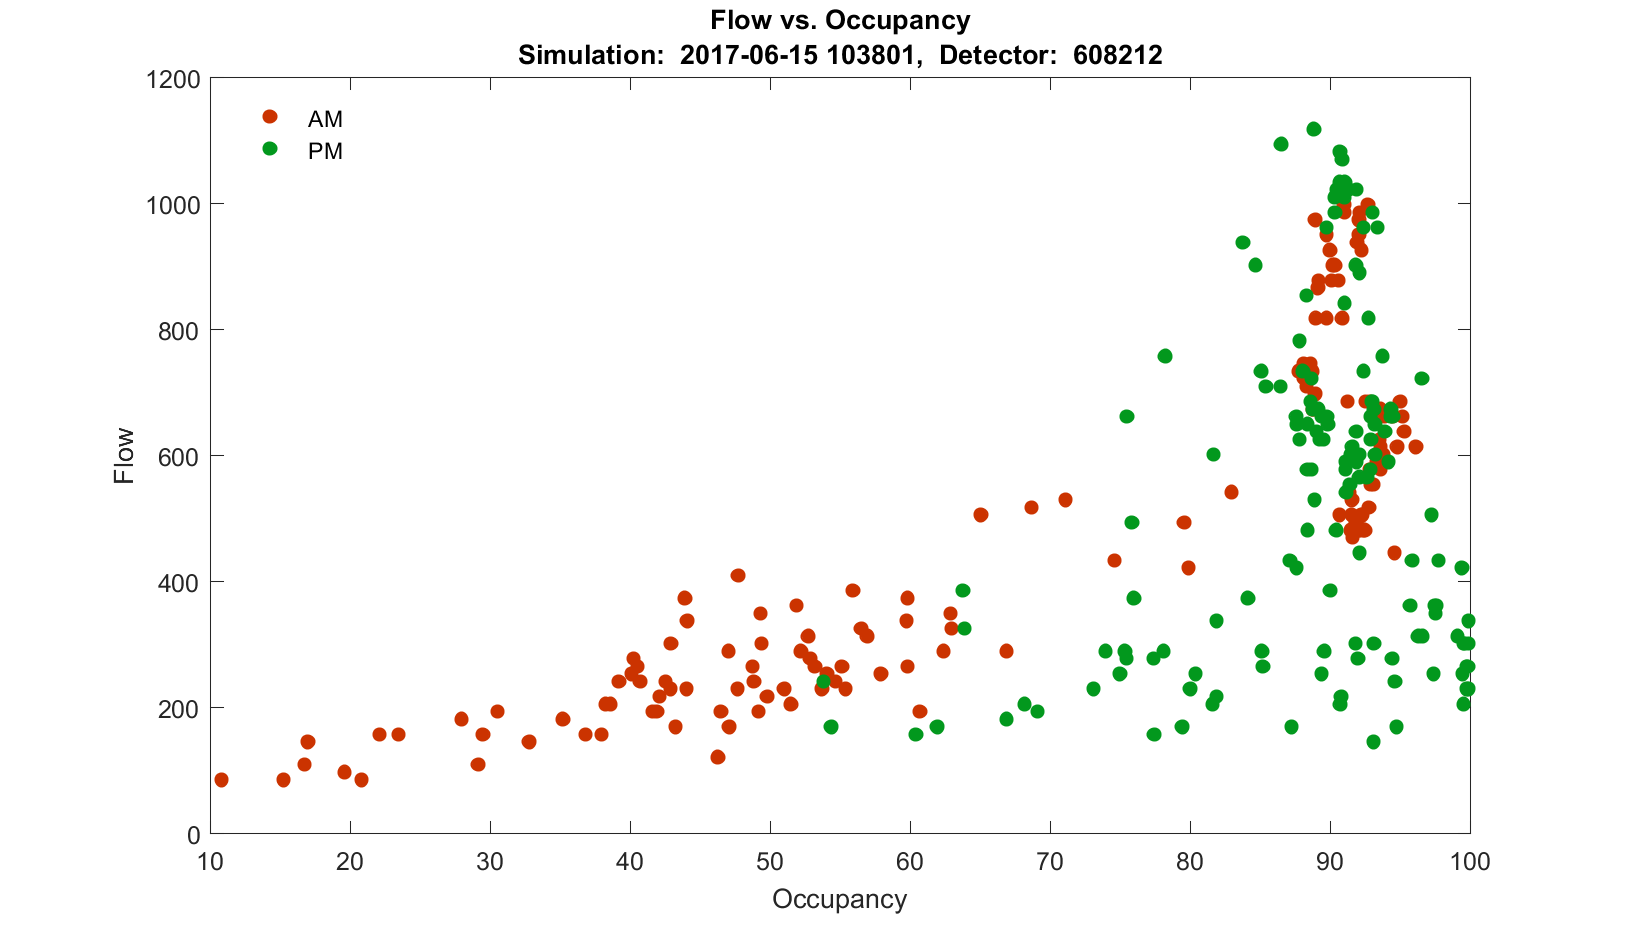 Flow vs. Occupancy
Simulation:  2017-06-15 103801,  Detector:  608212
1200
1000
800
600
400
200
0
Flow
AM
PM
10 20 30 40 50 60 70 80 90 100
Occupancy